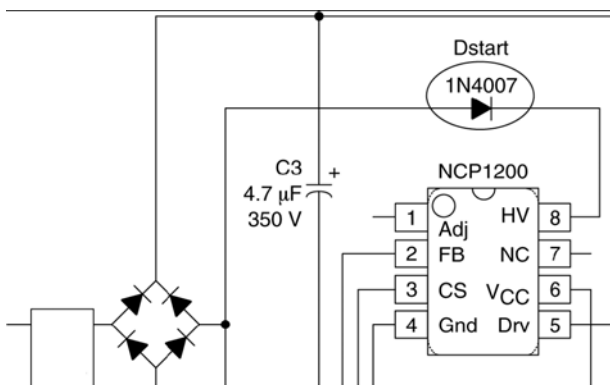 Dstart
1N4007
C3
+
4.7 μF
350 V
NCP1200
1 Adj HV 8
2 FB NC 7
3 CS VCC 6
4 Gnd Drv 5